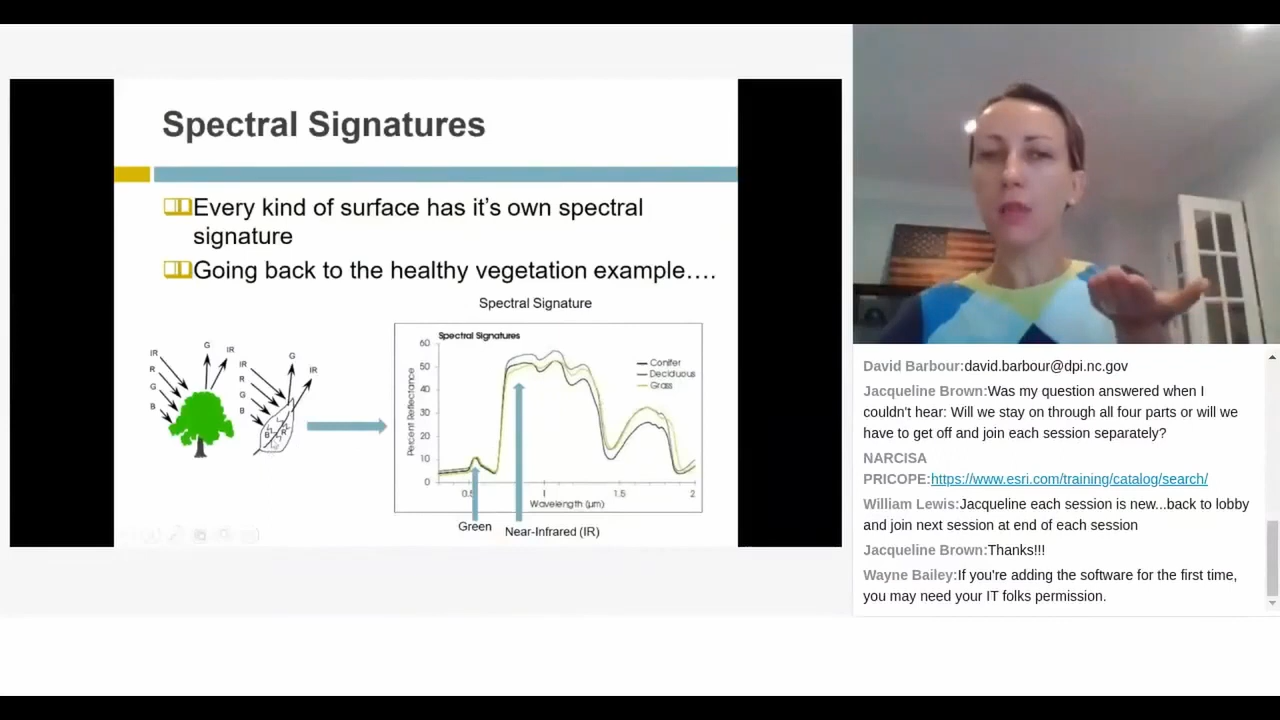 Spectral Signatures
Every kind of surface has it's own spectral
signature
Going back to the healthy vegetation example….
Spectral Signature
Spectral Signatures
60
50
40
30
20
10
0
Percent Reflectance
Conifer
Deciduous
Grass
0.5
1
1.5
2
Wavelength (µm)
Green
Near-Infrared (IR)
IR
R
G
B
G
IR
IR
R
G
B
G
IR
B
R
David Barbour:david.barbour@dpi.nc.gov
Jacqueline Brown:Was my question answered when I
couldn't hear: Will we stay on through all four parts or will we
have to get off and join each session separately?
NARCISA
PRICOPE:https://www.esri.com/training/catalog/search/
William Lewis:Jacqueline each session is new...back to lobby
and join next session at end of each session
Jacqueline Brown:Thanks!!!
Wayne Bailey:If you're adding the software for the first time,
you may need your IT folks permission.